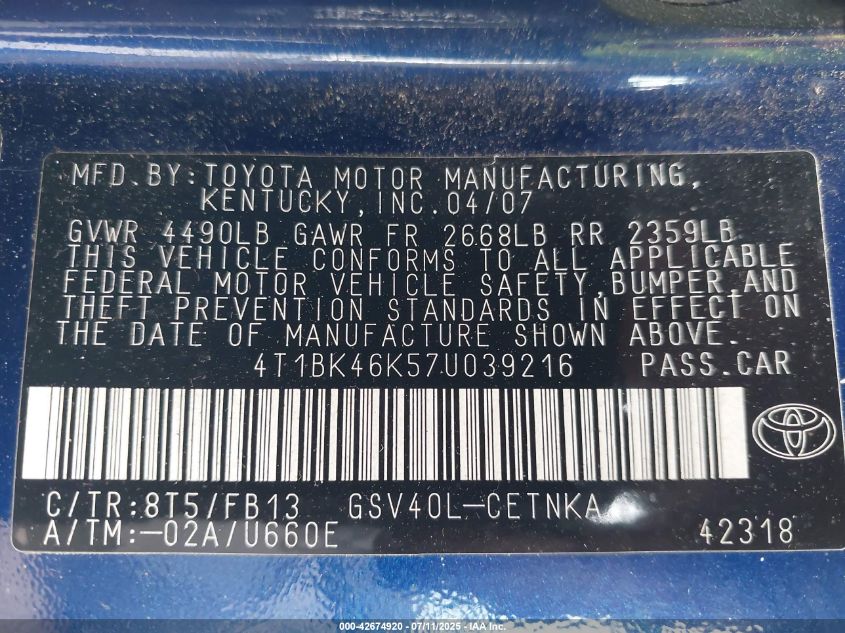 MFD.BY:TOYOTA MOTOR MANUFACTURING,
KENTUCKY,INC.04/07
GVWR 4490LB GAWR FR 2668LB RR 2359LB
THIS VEHICLE CONFORMS TO ALL APPLICABLE
FEDERAL MOTOR VEHICLE SAFETY,BUMPER,AND
THEFT PREVENTION STANDARDS IN EFFECT ON
THE DATE OF MANUFACTURE SHOWN ABOVE.
4T1BK46K57U039216 PASS.CAR
C/TR:8T5/FB13 GSV40L-CETNKA
A/TM:-02A/U660E 42318
000-42674920 - 07/11/2025 - IAA Inc.